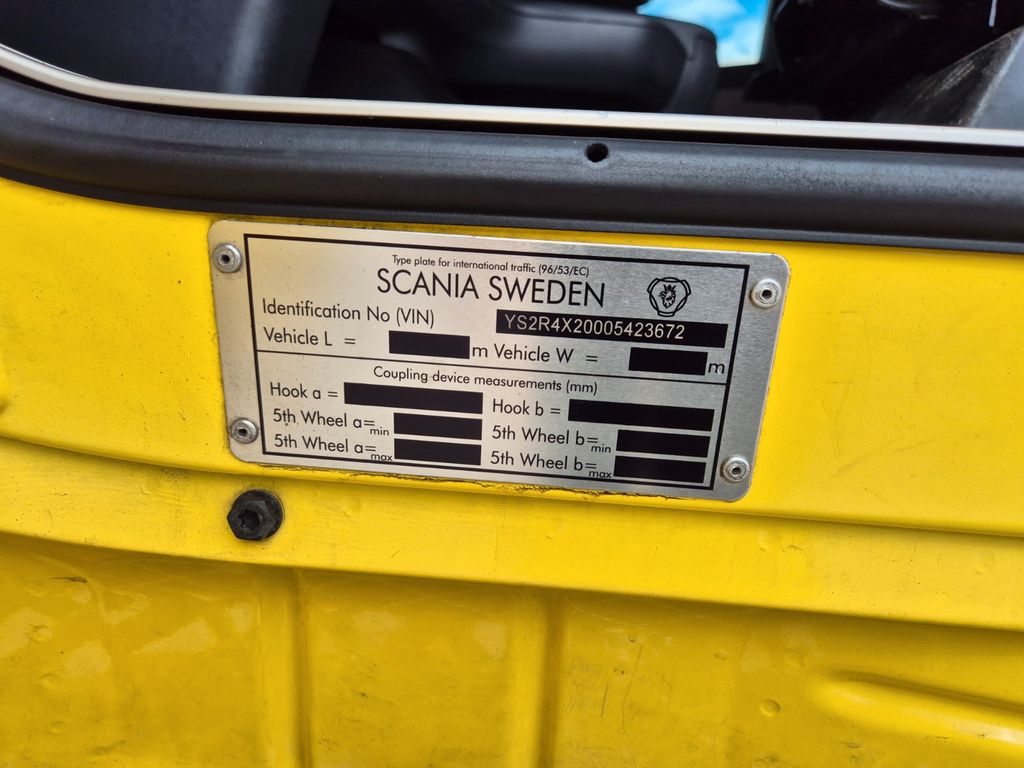 Type plate for international traffic (96/53/EC)
SCANIA SWEDEN
Identification No (VIN) YS2R4X20005423672
Vehicle L = m Vehicle W = m
Coupling device measurements (mm)
Hook a = Hook b =
5th Wheel a=min 5th Wheel b=min
5th Wheel a=max 5th Wheel b=max